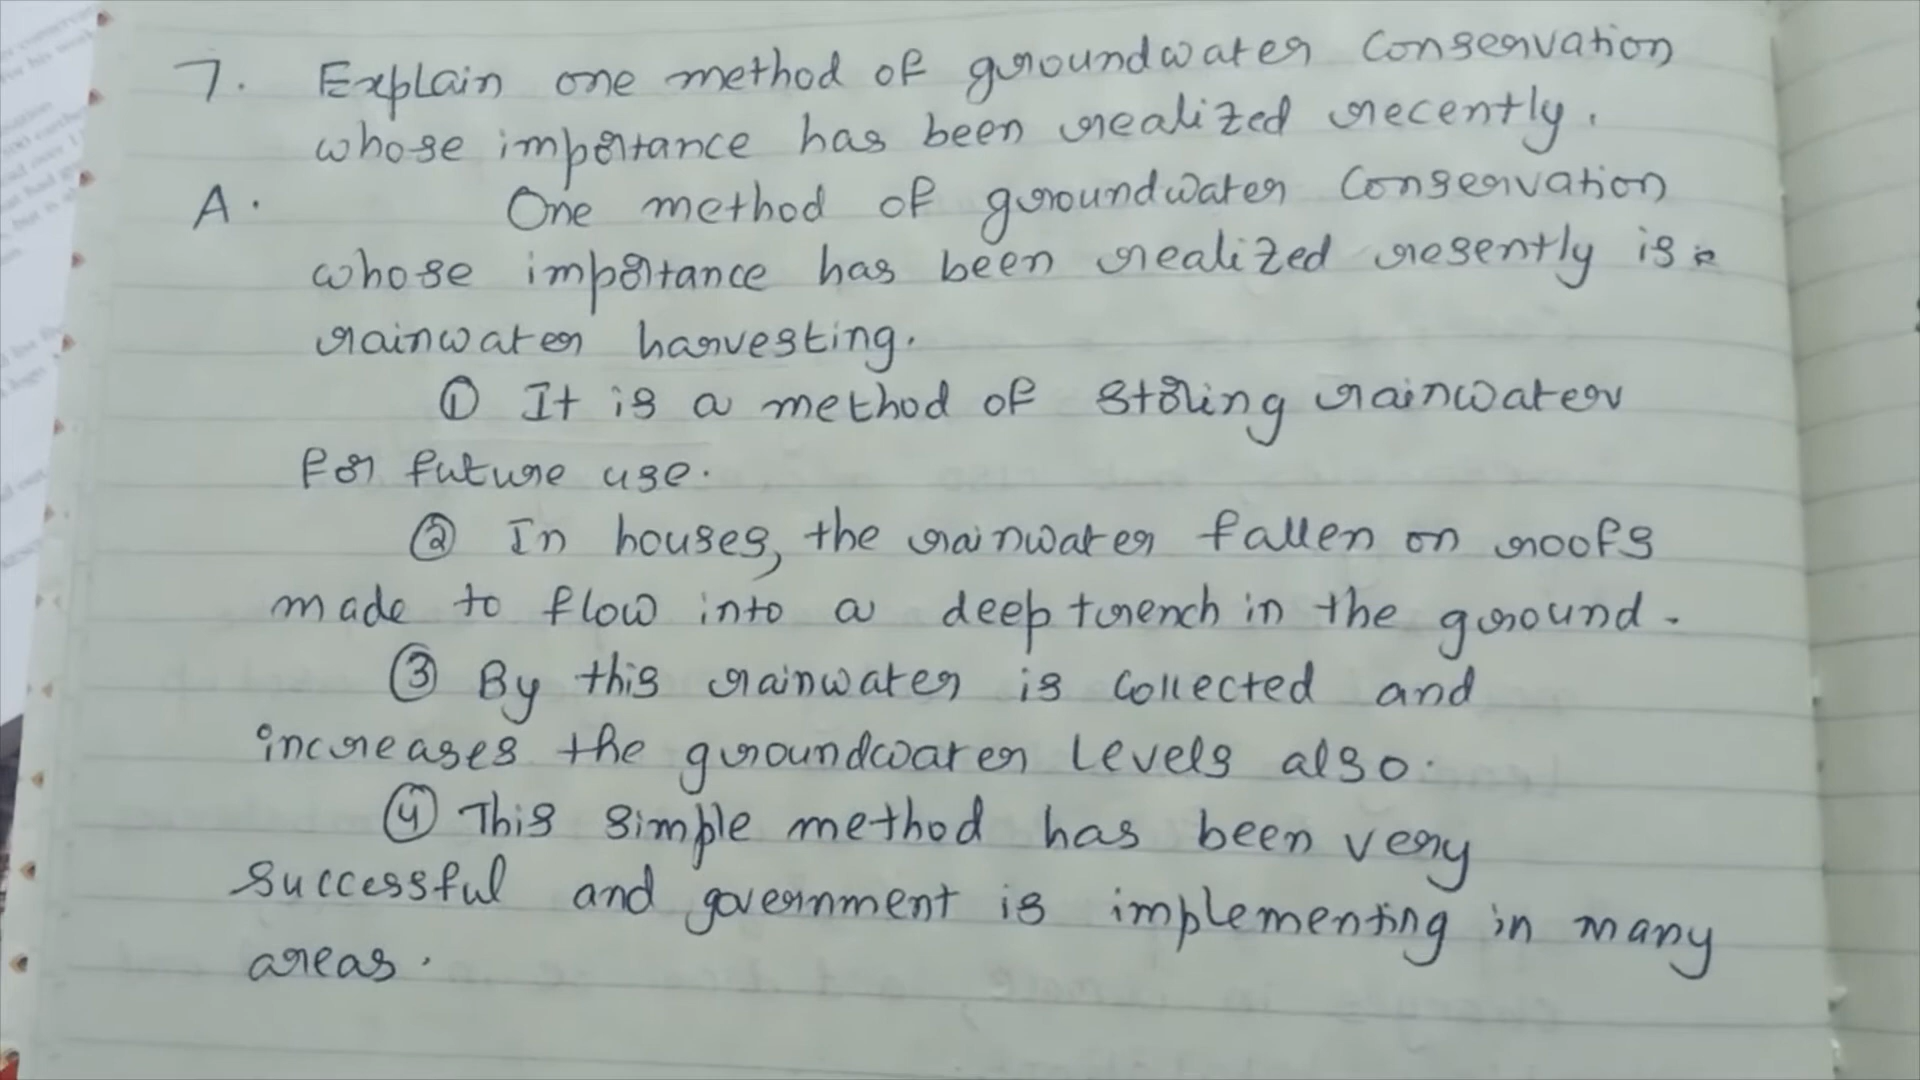 7. Explain one method of groundwater conservation
whose importance has been realized recently.
A. One method of groundwater conservation
whose importance has been realized resently is
rainwater harvesting.
① It is a method of storing rainwater
for future use.
② In houses, the rainwater fallen on roofs
made to flow into a deep trench in the ground.
③ By this rainwater is collected and
increases the groundwater levels also.
④ This simple method has been very
successful and government is implementing in many
areas.